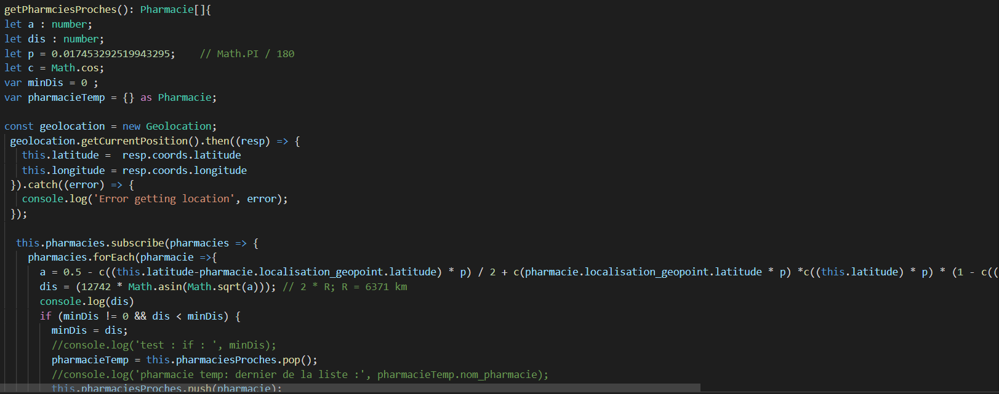 getPharmciesProches(): Pharmacie[]{
let a : number;
let dis : number;
let p = 0.017453292519943295;    // Math.PI / 180
let c = Math.cos;
var minDis = 0 ;
var pharmacieTemp = {} as Pharmacie;
const geolocation = new Geolocation;
geolocation.getCurrentPosition().then((resp) => {
this.latitude =  resp.coords.latitude
this.longitude = resp.coords.longitude
}).catch((error) => {
console.log('Error getting location', error);
});
this.pharmacies.subscribe(pharmacies => {
pharmacies.forEach(pharmacie =>{
a = 0.5 - c((this.latitude-pharmacie.localisation_geopoint.latitude) * p) / 2 + c(pharmacie.localisation_geopoint.latitude * p) *c((this.latitude) * p) * (1 - c((
dis = (12742 * Math.asin(Math.sqrt(a))); // 2 * R; R = 6371 km
console.log(dis)
if (minDis != 0 && dis < minDis) {
minDis = dis;
//console.log('test : if : ', minDis);
pharmacieTemp = this.pharmaciesProches.pop();
//console.log('pharmacie temp: dernier de la liste :', pharmacieTemp.nom_pharmacie);
this.pharmaciesProches.push(pharmacie);